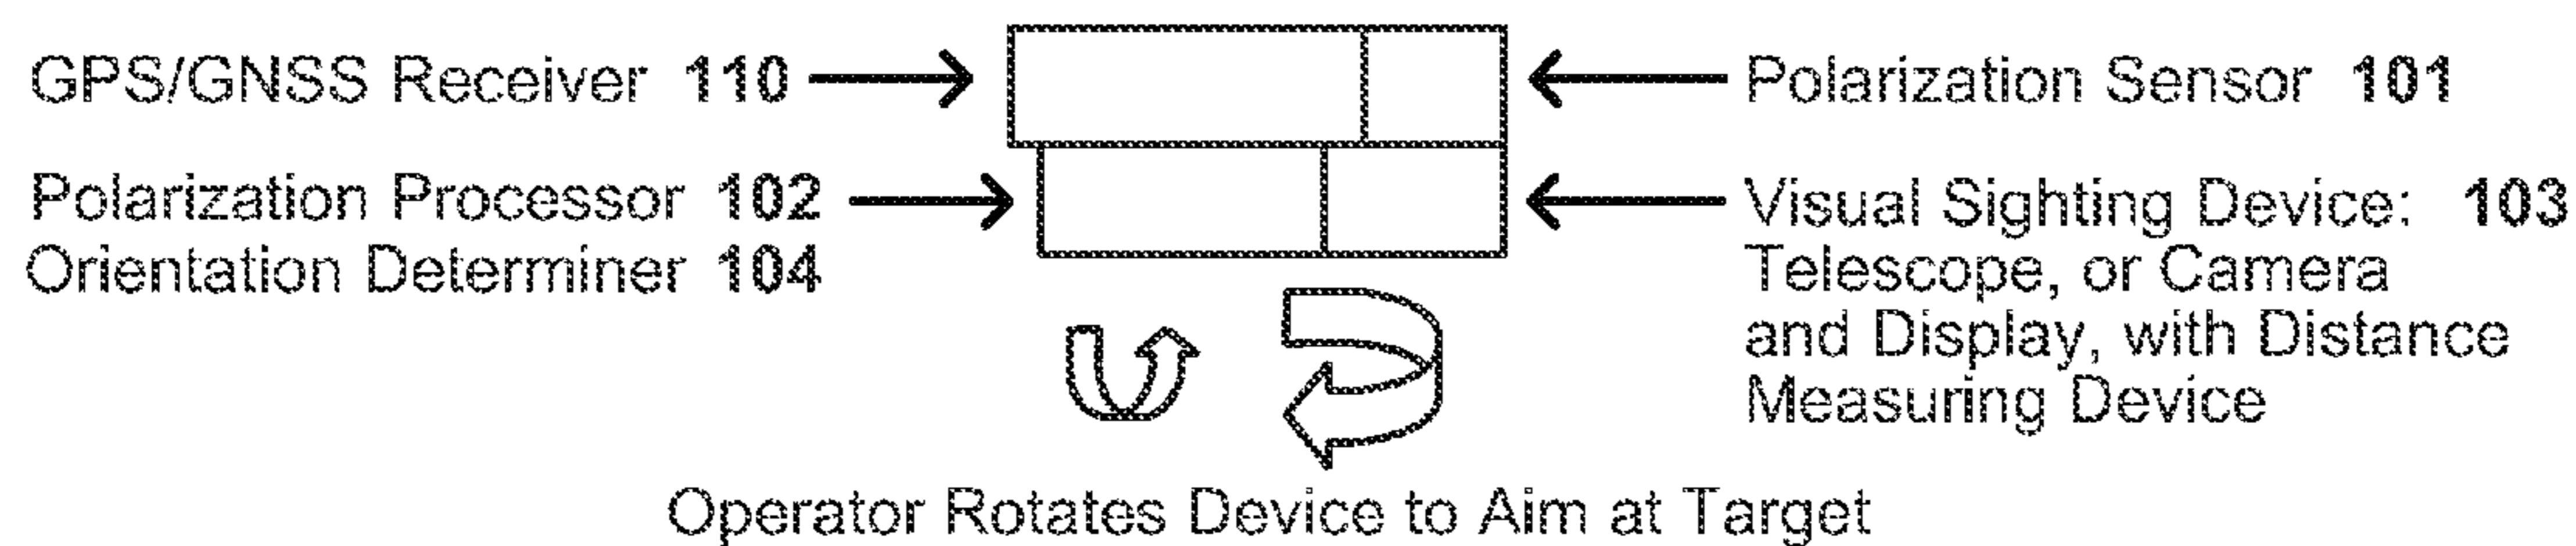 GPS/GNSS Receiver 110
Polarization Sensor 101
Polarization Processor 102
Orientation Determiner 104
Visual Sighting Device: 103
Telescope, or Camera
and Display, with Distance
Measuring Device
Operator Rotates Device to Aim at Target